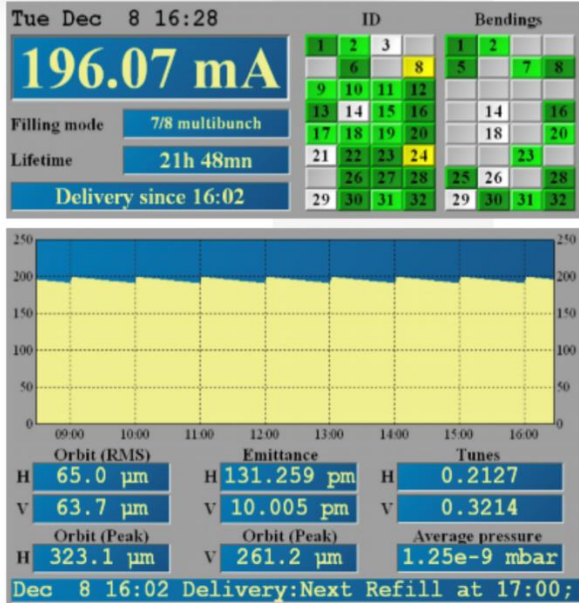 Tue Dec 8 16:28
196.07 mA
Filling mode 7/8 multibunch
Lifetime 21h 48mn
Delivery since 16:02
ID
1 2 3
6 8
9 10 11 12
13 14 15 16
17 18 19 20
21 22 23 24
26 27 28
29 30 31 32
Bendings
1 2
5 7 8
14 16
18 20
23
25 26 28
29 30 31 32
250 250
200 200
150 150
100 100
50 50
0 0
09:00 10:00 11:00 12:00 13:00 14:00 15:00 16:00
Orbit (RMS) Emittance Tunes
H 65.0 µm H 131.259 pm H 0.2127
V 63.7 µm V 10.005 pm V 0.3214
Orbit (Peak) Orbit (Peak) Average pressure
H 323.1 µm V 261.2 µm 1.25e-9 mbar
Dec 8 16:02 Delivery:Next Refill at 17:00;